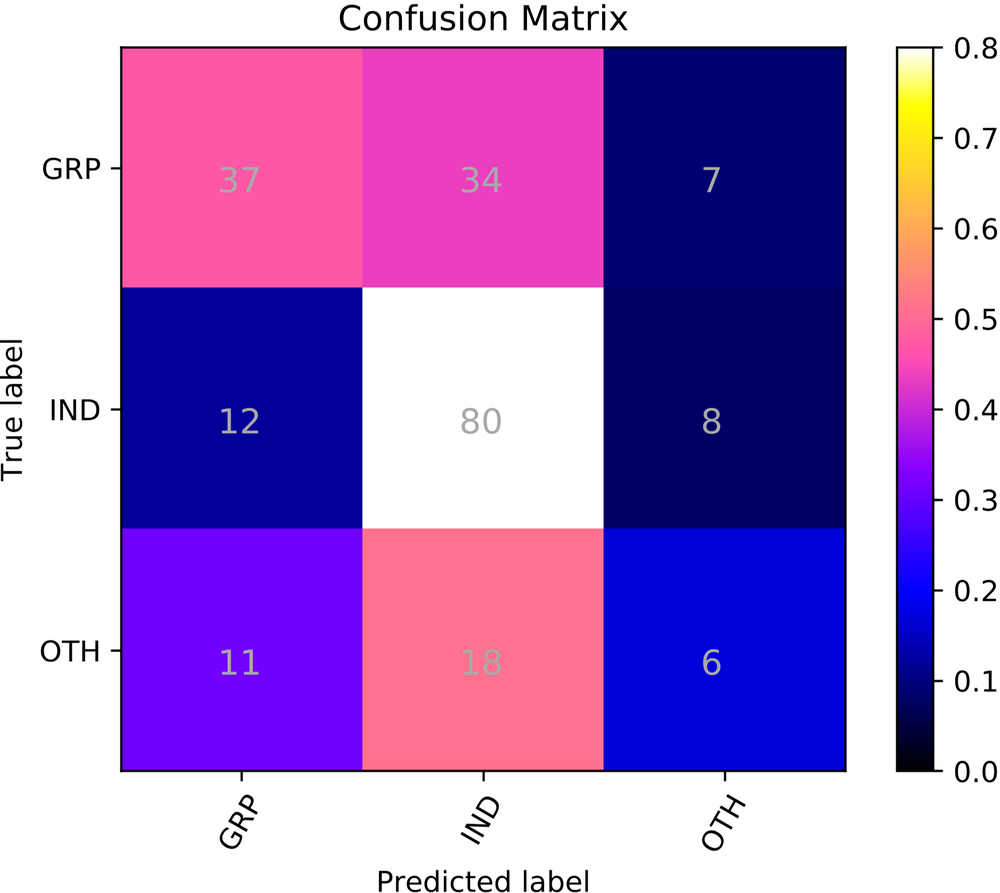 Confusion Matrix
True label
GRP
37 34 7
IND
12 80 8
OTH
11 18 6
GRP IND OTH
Predicted label
0.8
0.7
0.6
0.5
0.4
0.3
0.2
0.1
0.0